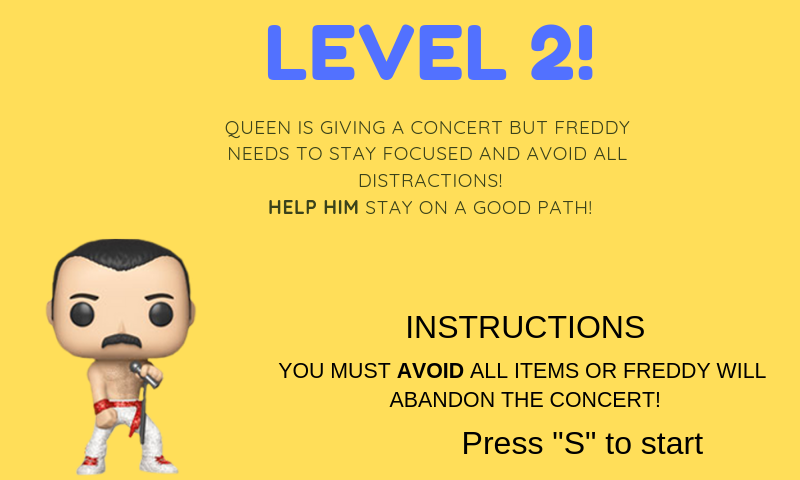 LEVEL 2!
QUEEN IS GIVING A CONCERT BUT FREDDY
NEEDS TO STAY FOCUSED AND AVOID ALL
DISTRACTIONS!
HELP HIM STAY ON A GOOD PATH!
INSTRUCTIONS
YOU MUST AVOID ALL ITEMS OR FREDDY WILL
ABANDON THE CONCERT!
Press "S" to start